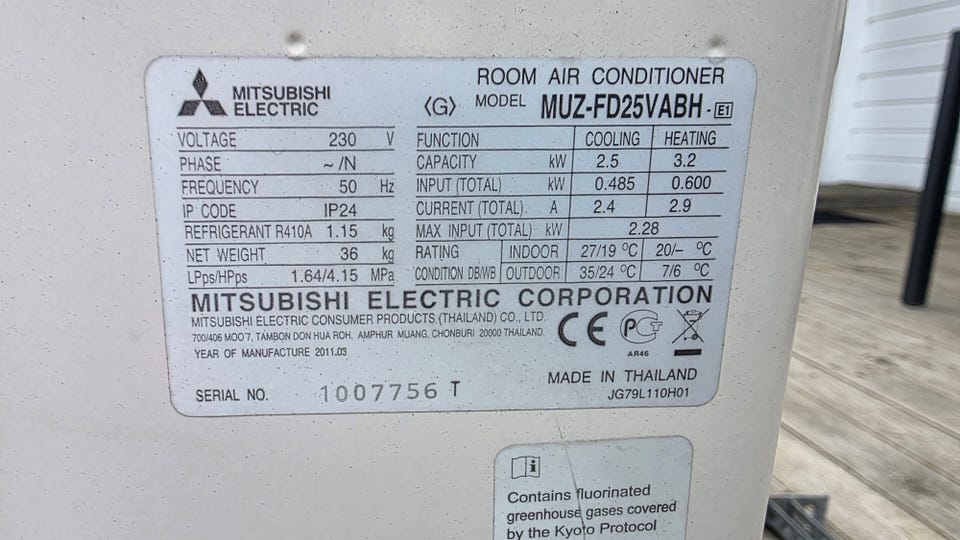 MITSUBISHI
ELECTRIC
ROOM AIR CONDITIONER
⟨G⟩ MODEL MUZ-FD25VABH - E1
VOLTAGE 230 V
PHASE ~ /N
FREQUENCY 50 Hz
IP CODE IP24
REFRIGERANT R410A 1.15 kg
NET WEIGHT 36 kg
LPps/HPps 1.64/4.15 MPa
FUNCTION COOLING HEATING
CAPACITY kW 2.5 3.2
INPUT (TOTAL) kW 0.485 0.600
CURRENT (TOTAL) A 2.4 2.9
MAX INPUT (TOTAL) kW 2.28
RATING INDOOR 27/19 °C 20/– °C
CONDITION DB/WB OUTDOOR 35/24 °C 7/6 °C
MITSUBISHI ELECTRIC CORPORATION
MITSUBISHI ELECTRIC CONSUMER PRODUCTS (THAILAND) CO., LTD.
700/406 MOO'7, TAMBON DON HUA ROH, AMPHUR MUANG, CHONBURI 20000 THAILAND.
YEAR OF MANUFACTURE 2011.03
CE PCT
AR46
SERIAL NO. 1007756 T
MADE IN THAILAND
JG79L110H01
Contains fluorinated
greenhouse gases covered
by the Kyoto Protocol